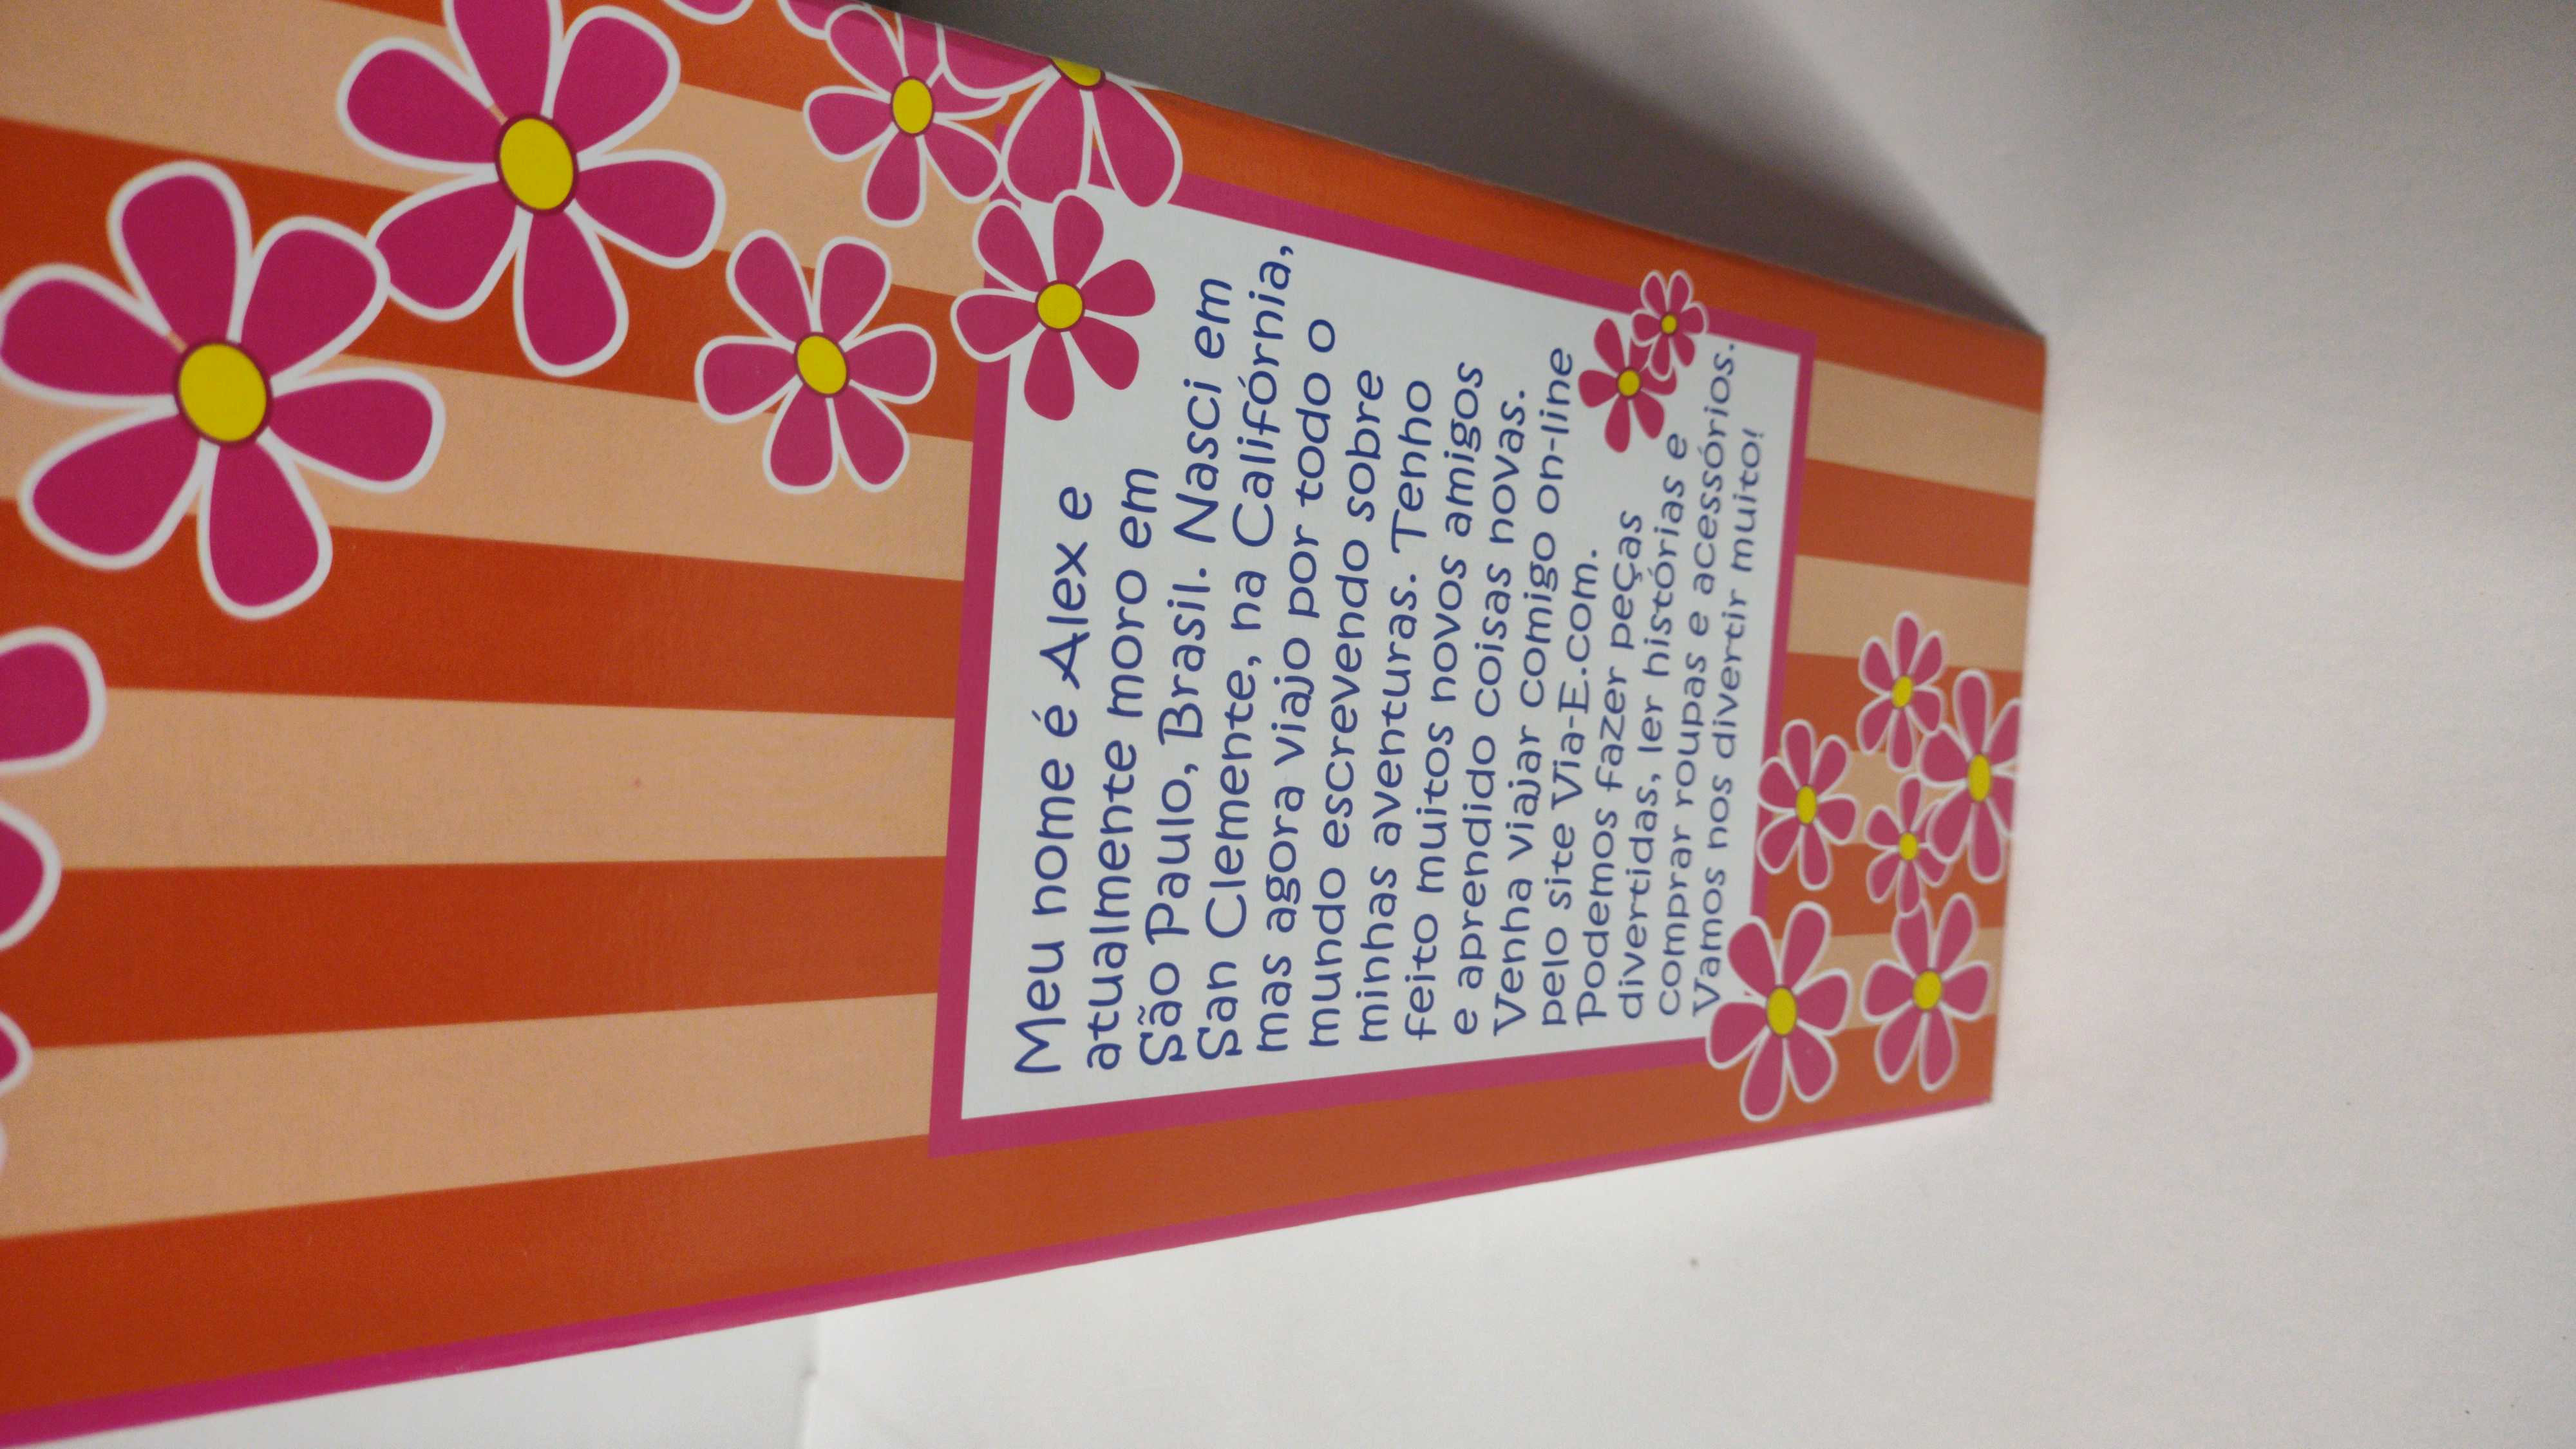 Meu nome é Alex e
atualmente moro em
São Paulo, Brasil. Nasci em
San Clemente, na Califórnia,
mas agora viajo por todo o
mundo escrevendo sobre
minhas aventuras. Tenho
feito muitos novos amigos
e aprendido coisas novas.
Venha viajar comigo on-line
pelo site Via-E.com.
Podemos fazer peças
divertidas, ler histórias e
comprar roupas e acessórios.
Vamos nos divertir muito!